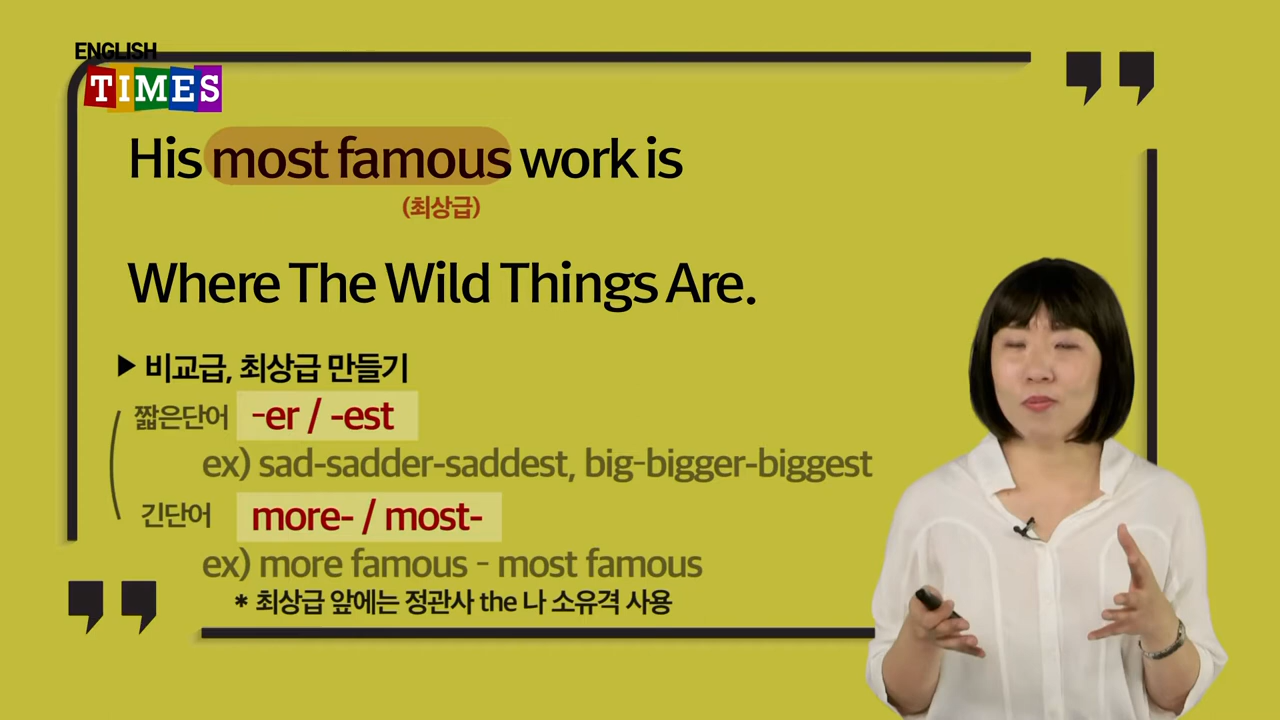 ENGLISH
TIMES
His most famous work is
(최상급)
Where The Wild Things Are.
▶ 비교급, 최상급 만들기
짧은단어 -er / -est
ex) sad-sadder-saddest, big-bigger-biggest
긴단어 more- / most-
ex) more famous - most famous
* 최상급 앞에는 정관사 the 나 소유격 사용